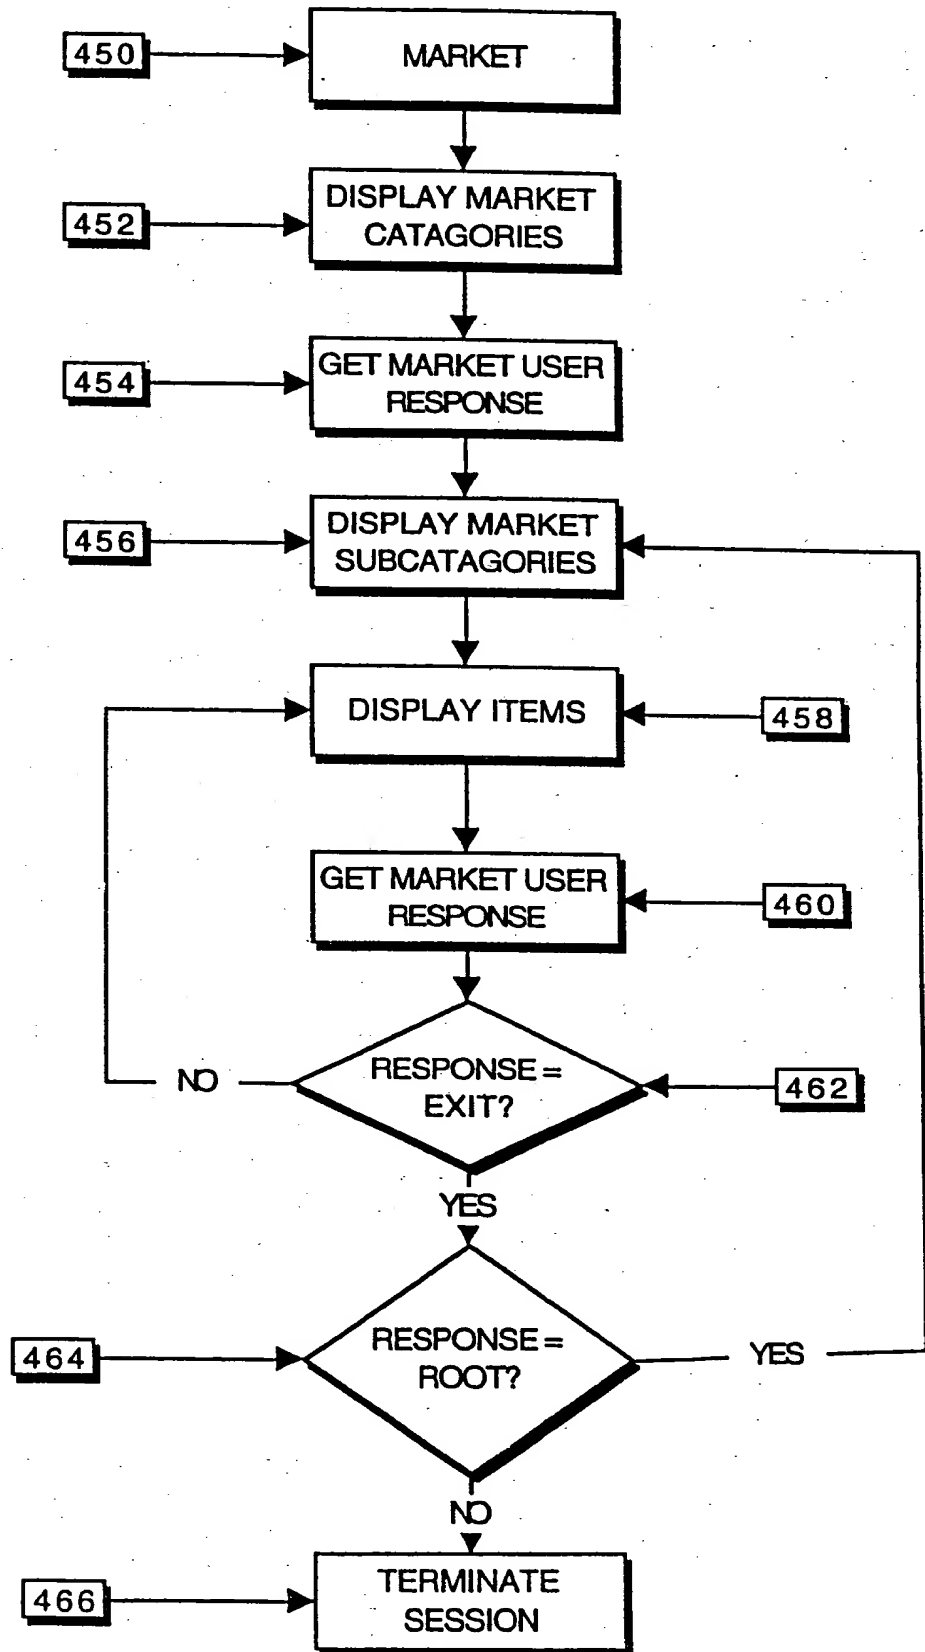 450
MARKET
452
DISPLAY MARKET
CATAGORIES
454
GET MARKET USER
RESPONSE
456
DISPLAY MARKET
SUBCATAGORIES
DISPLAY ITEMS
458
GET MARKET USER
RESPONSE
460
NO
RESPONSE =
EXIT?
462
YES
464
RESPONSE =
ROOT?
YES
NO
466
TERMINATE
SESSION